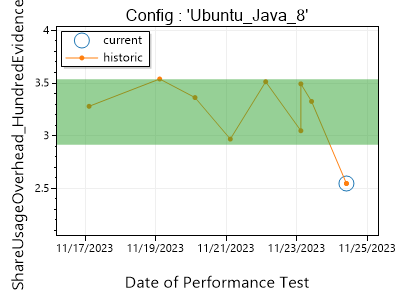 Config : 'Ubuntu_Java_8'
ShareUsageOverhead_HundredEvidence
4
3.5
3
2.5
current
historic
11/17/2023
11/19/2023
11/21/2023
11/23/2023
11/25/2023
Date of Performance Test